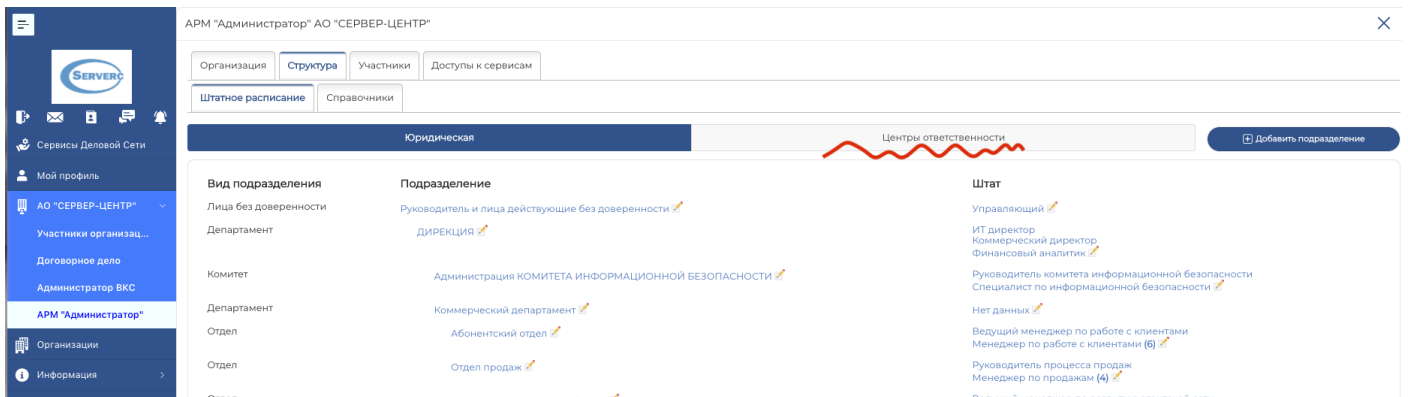 АРМ "Администратор" АО "СЕРВЕР-ЦЕНТР"
SERVERC
Организация Структура Участники Доступы к сервисам
Штатное расписание Справочники
Юридическая Центры ответственности Добавить подразделение
Сервисы Деловой Сети
Мой профиль
АО "СЕРВЕР-ЦЕНТР"
Участники организац...
Договорное дело
Администратор ВКС
АРМ "Администратор"
Организации
Информация
Вид подразделения Подразделение Штат
Лица без доверенности Руководитель и лица действующие без доверенности Управляющий
Департамент ДИРЕКЦИЯ ИТ директор
Коммерческий директор
Финансовый аналитик
Комитет Администрация КОМИТЕТА ИНФОРМАЦИОННОЙ БЕЗОПАСНОСТИ Руководитель комитета информационной безопасности
Специалист по информационной безопасности
Департамент Коммерческий департамент Нет данных
Отдел Абонентский отдел Ведущий менеджер по работе с клиентами
Менеджер по работе с клиентами (6)
Отдел Отдел продаж Руководитель процесса продаж
Менеджер по продажам (4)